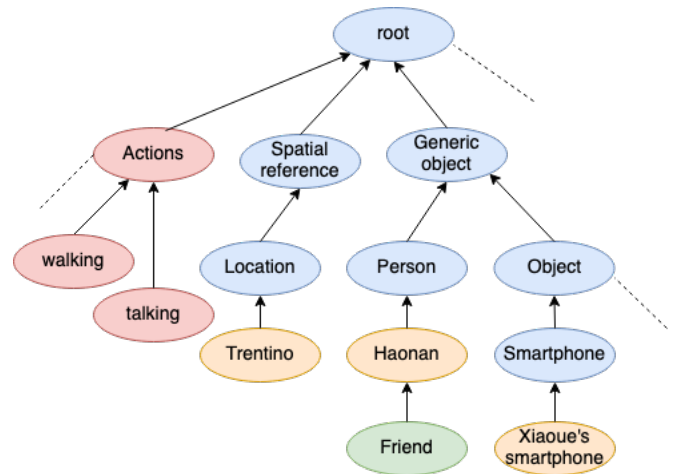 root
Actions
Spatial
reference
Generic
object
walking
Location
Person
Object
talking
Trentino
Haonan
Smartphone
Friend
Xiaoue's
smartphone